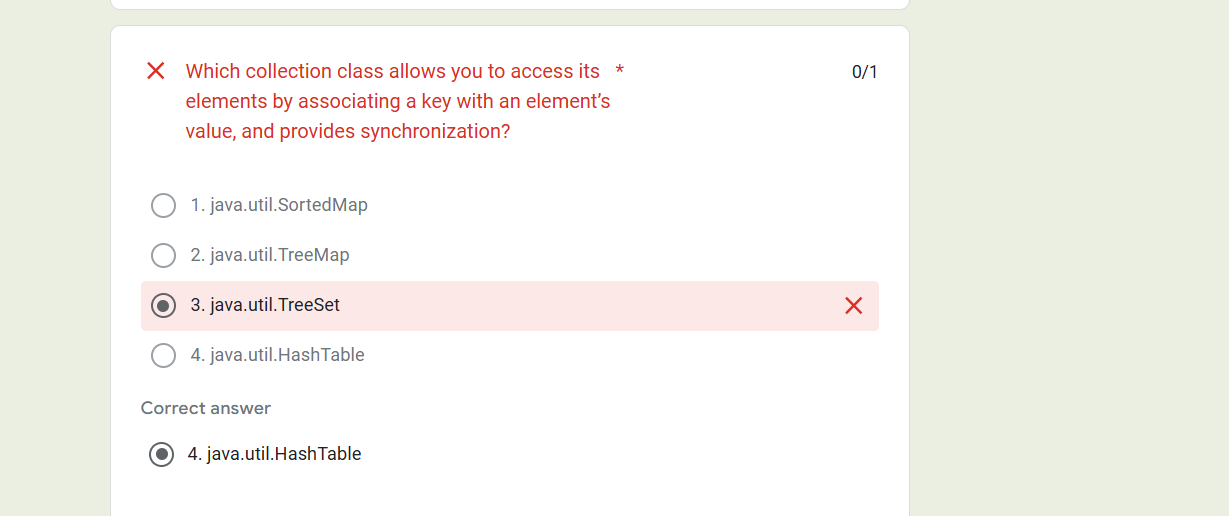 Which collection class allows you to access its *
0/1
elements by associating a key with an element’s
value, and provides synchronization?
1. java.util.SortedMap
2. java.util.TreeMap
3. java.util.TreeSet
4. java.util.HashTable
Correct answer
4. java.util.HashTable